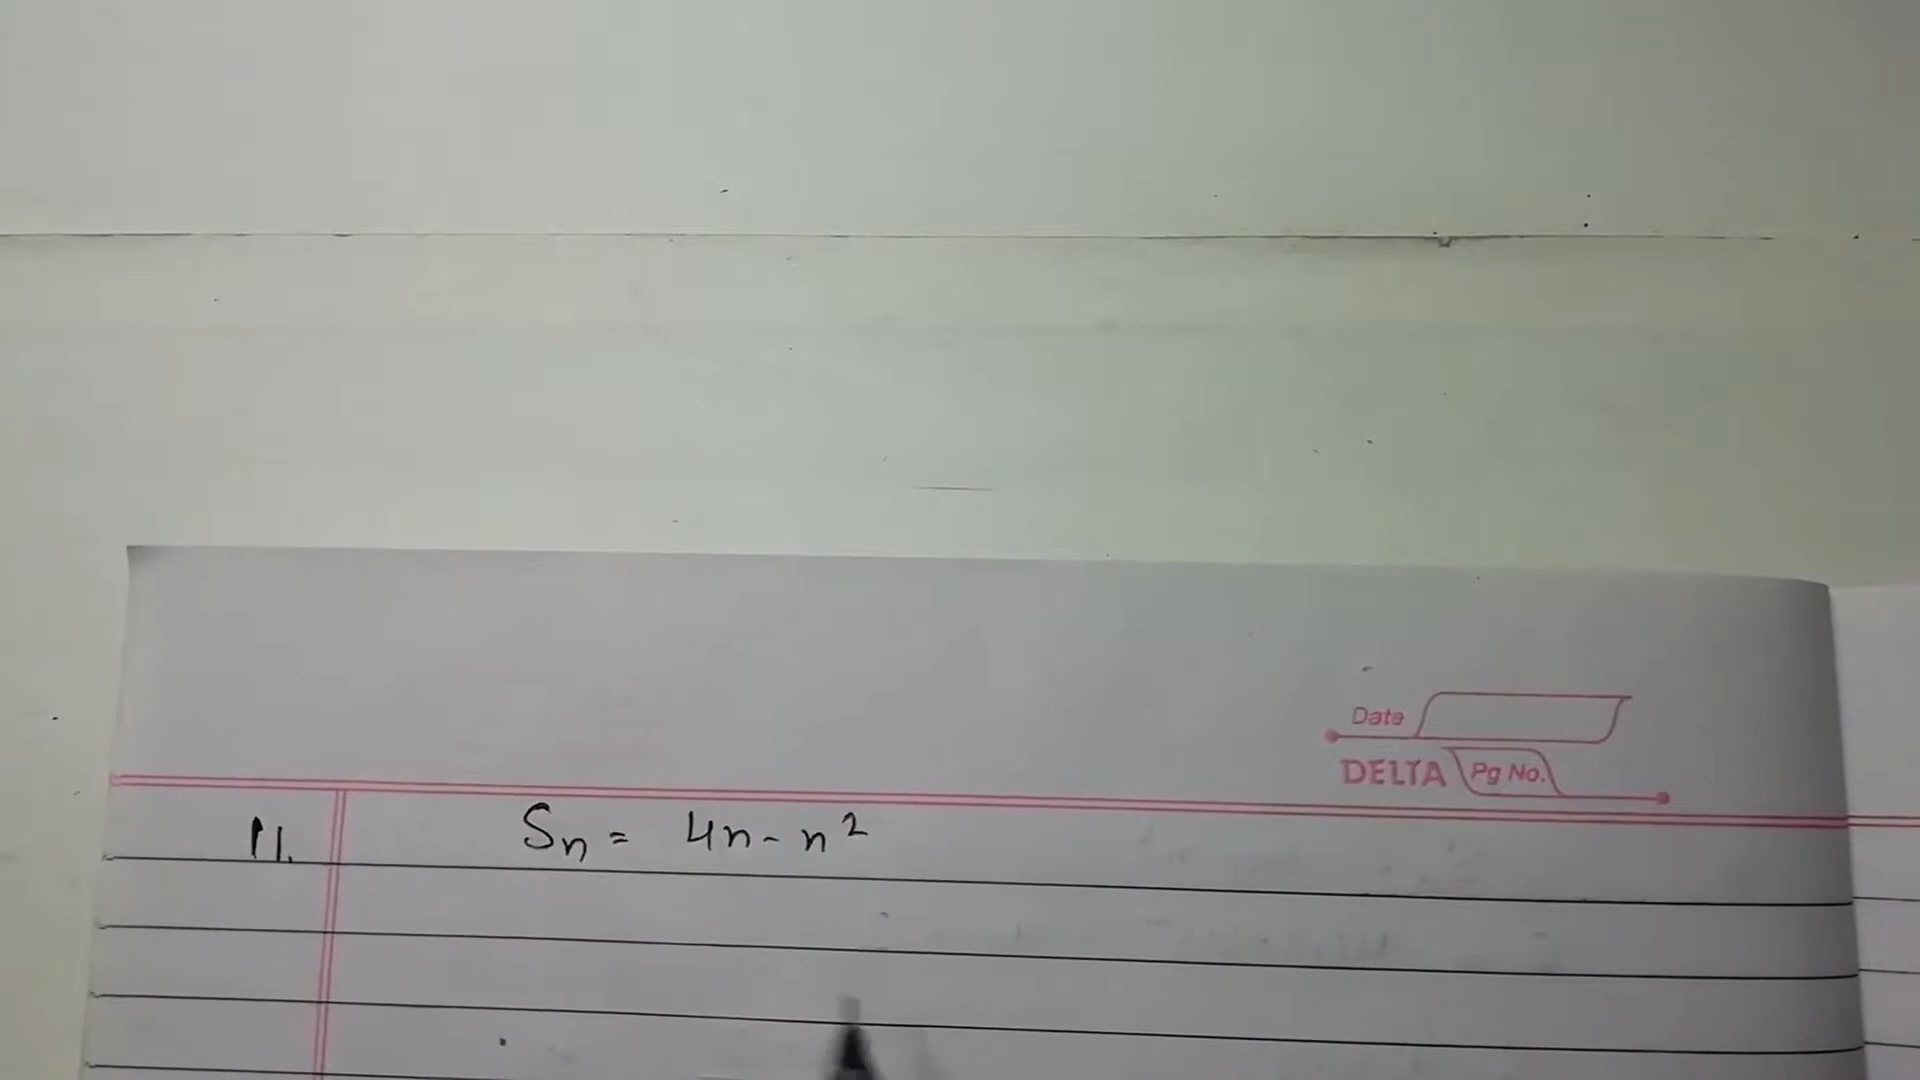 Date
DELTA Pg No.
11. Sn = 4n - n²